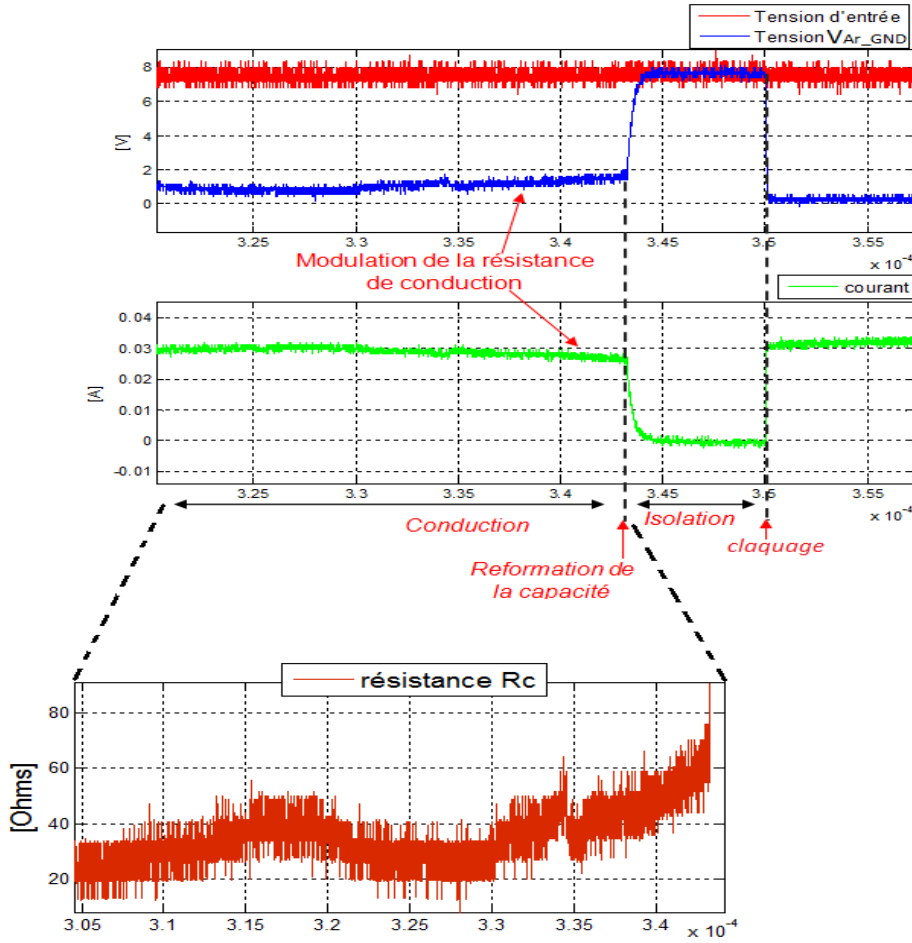 Tension d'entrée
Tension VAr_GND
8
6
4
2
0
[V]
3.25 3.3 3.35 3.4 3.45 3.5 3.55
x 10-4
Modulation de la résistance
de conduction
courant
0.04
0.03
0.02
0.01
0
-0.01
[A]
3.25 3.3 3.35 3.4 3.45 3.5 3.55
x 10-4
Conduction
Isolation
Reformation de
la capacité
claquage
résistance Rc
80
60
40
20
[Ohms]
3.05 3.1 3.15 3.2 3.25 3.3 3.35 3.4
x 10-4